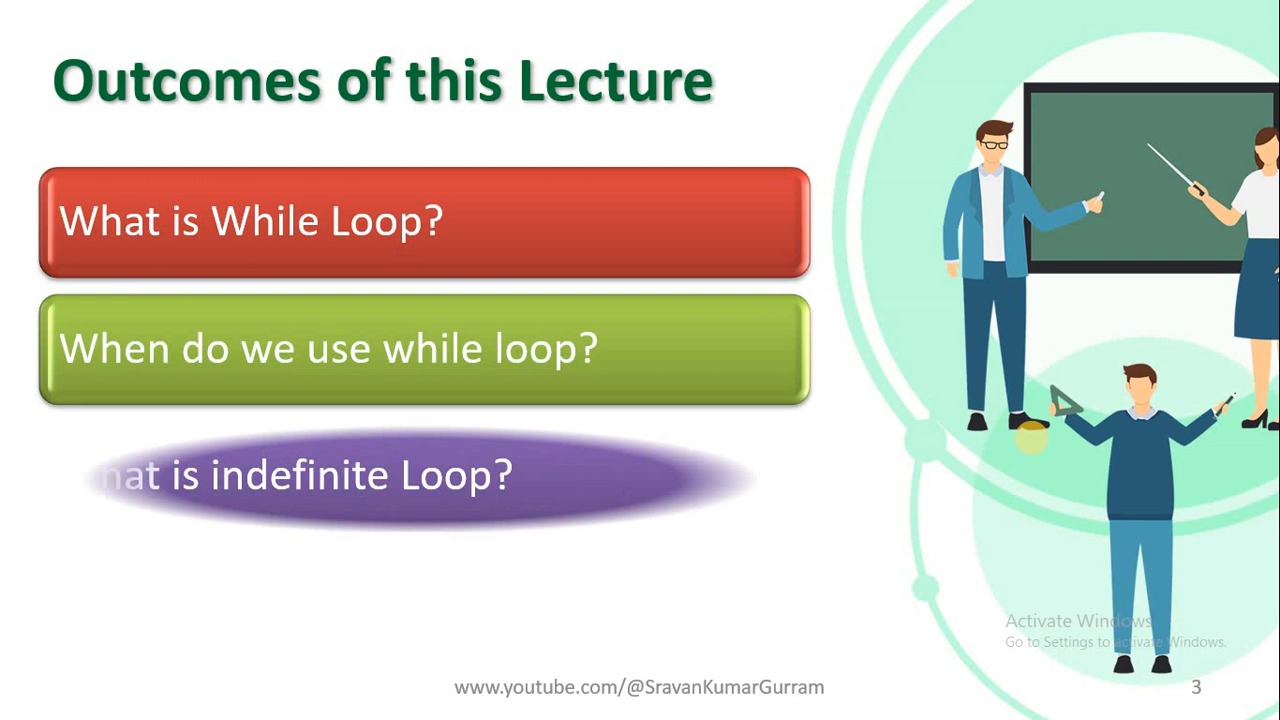 Outcomes of this Lecture
What is While Loop?
When do we use while loop?
hat is indefinite Loop?
Activate Windows
Go to Settings to activate Windows.
www.youtube.com/@SravanKumarGurram
3